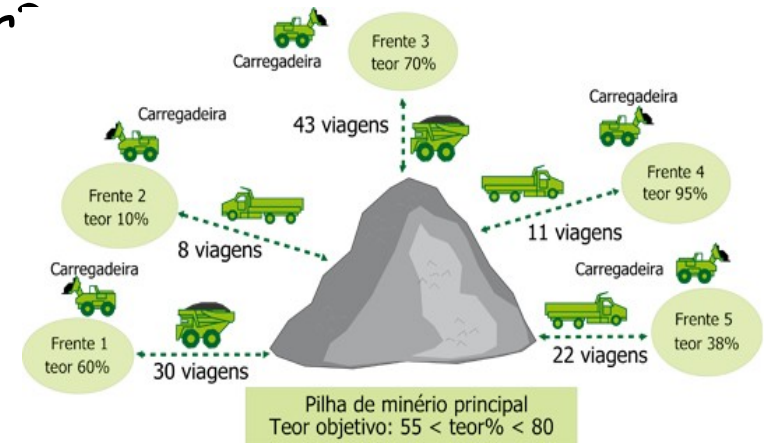 Carregadeira
Frente 3
teor 70%
43 viagens
Carregadeira
Frente 2
teor 10%
8 viagens
Carregadeira
Frente 4
teor 95%
11 viagens
Carregadeira
Frente 1
teor 60%
30 viagens
Carregadeira
Frente 5
teor 38%
22 viagens
Pilha de minério principal
Teor objetivo: 55 < teor% < 80